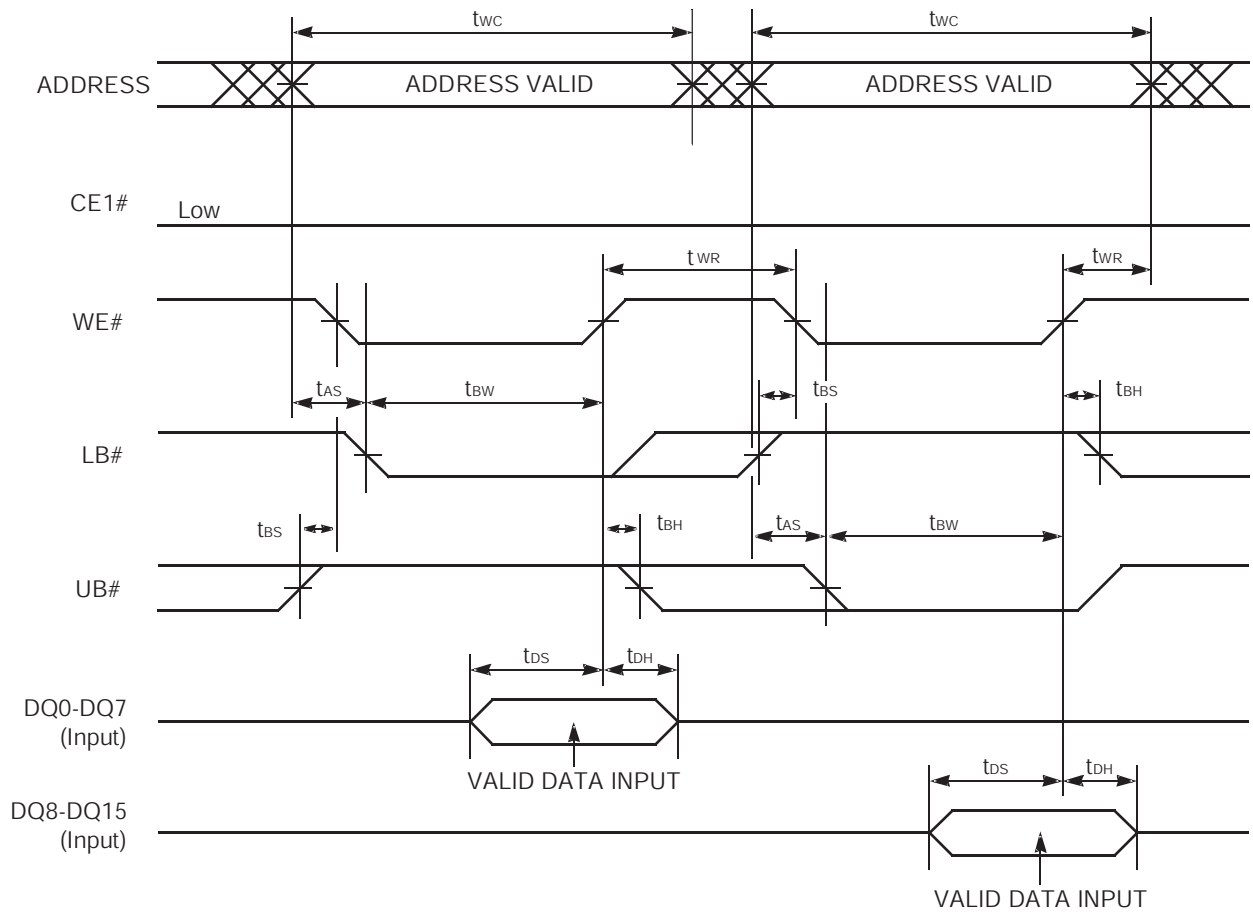 tWC
tWC
ADDRESS
ADDRESS VALID
ADDRESS VALID
CE1#
Low
tWR
tWR
WE#
tAS
tBW
tBS
tBH
LB#
tBS
tBH
tAS
tBW
UB#
tDS
tDH
DQ0-DQ7
(Input)
VALID DATA INPUT
tDS
tDH
DQ8-DQ15
(Input)
VALID DATA INPUT